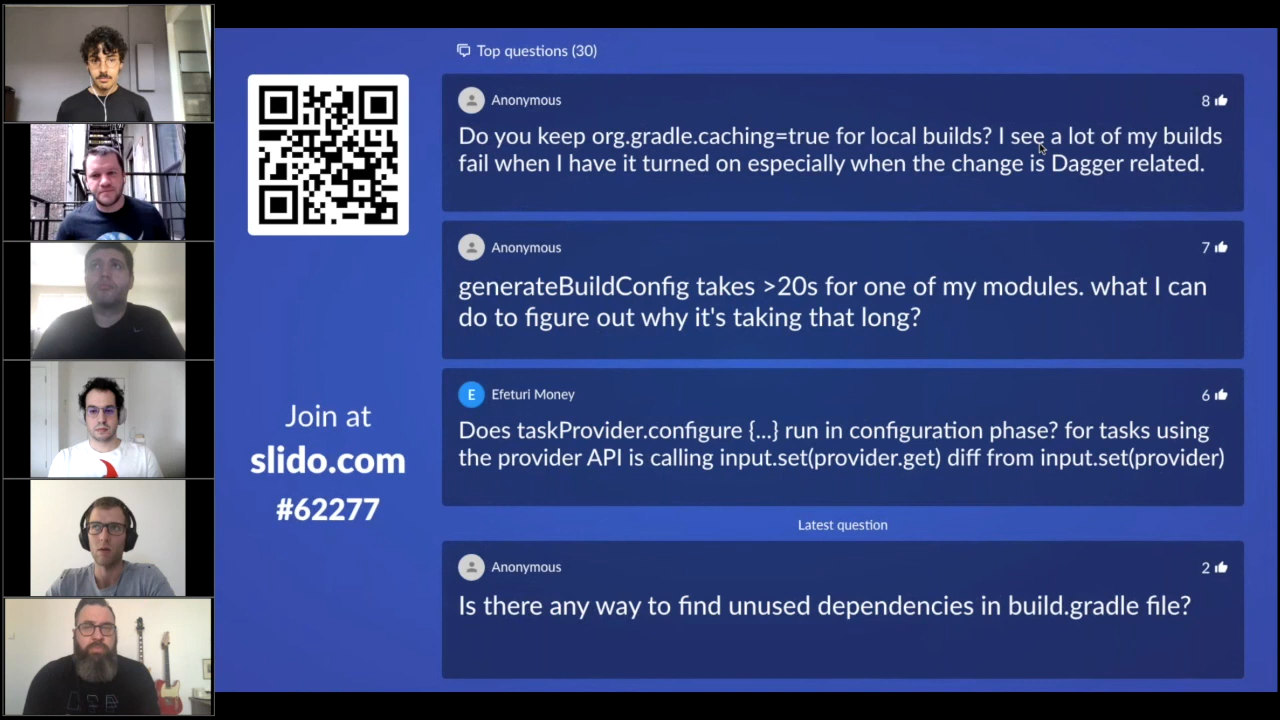 Top questions (30)
Anonymous
8
Do you keep org.gradle.caching=true for local builds? I see a lot of my builds
fail when I have it turned on especially when the change is Dagger related.
Anonymous
7
generateBuildConfig takes >20s for one of my modules. what I can
do to figure out why it's taking that long?
E
Efeturi Money
6
Does taskProvider.configure {...} run in configuration phase? for tasks using
the provider API is calling input.set(provider.get) diff from input.set(provider)
Latest question
Anonymous
2
Is there any way to find unused dependencies in build.gradle file?
Join at
slido.com
#62277